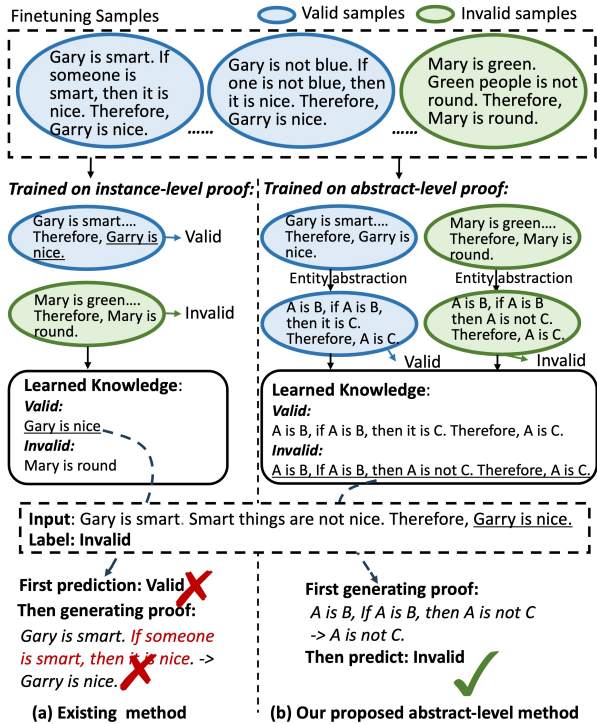 Finetuning Samples
Valid samples
Invalid samples
Gary is smart. If
someone is
smart, then it is
nice. Therefore,
Garry is nice.
......
Gary is not blue. If
one is not blue, then
it is nice. Therefore,
Garry is nice.
......
Mary is green.
Green people is not
round. Therefore,
Mary is round.
Trained on instance-level proof:
Gary is smart....
Therefore, Garry is
nice.
Valid
Mary is green....
Therefore, Mary is
round.
Invalid
Learned Knowledge:
Valid:
Gary is nice
Invalid:
Mary is round
Trained on abstract-level proof:
Gary is smart....
Therefore, Garry is
nice.
Mary is green....
Therefore, Mary is
round.
Entity abstraction
Entity abstraction
A is B, if A is B,
then it is C.
Therefore, A is C.
Valid
A is B, if A is B
then A is not C.
Therefore, A is C.
Invalid
Learned Knowledge:
Valid:
A is B, if A is B, then it is C. Therefore, A is C.
Invalid:
A is B, If A is B, then A is not C. Therefore, A is C.
Input: Gary is smart. Smart things are not nice. Therefore, Garry is nice.
Label: Invalid
First prediction: Valid
Then generating proof:
Gary is smart. If someone
is smart, then it is nice. ->
Garry is nice.
(a) Existing method
First generating proof:
A is B, If A is B, then A is not C
-> A is not C.
Then predict: Invalid
(b) Our proposed abstract-level method